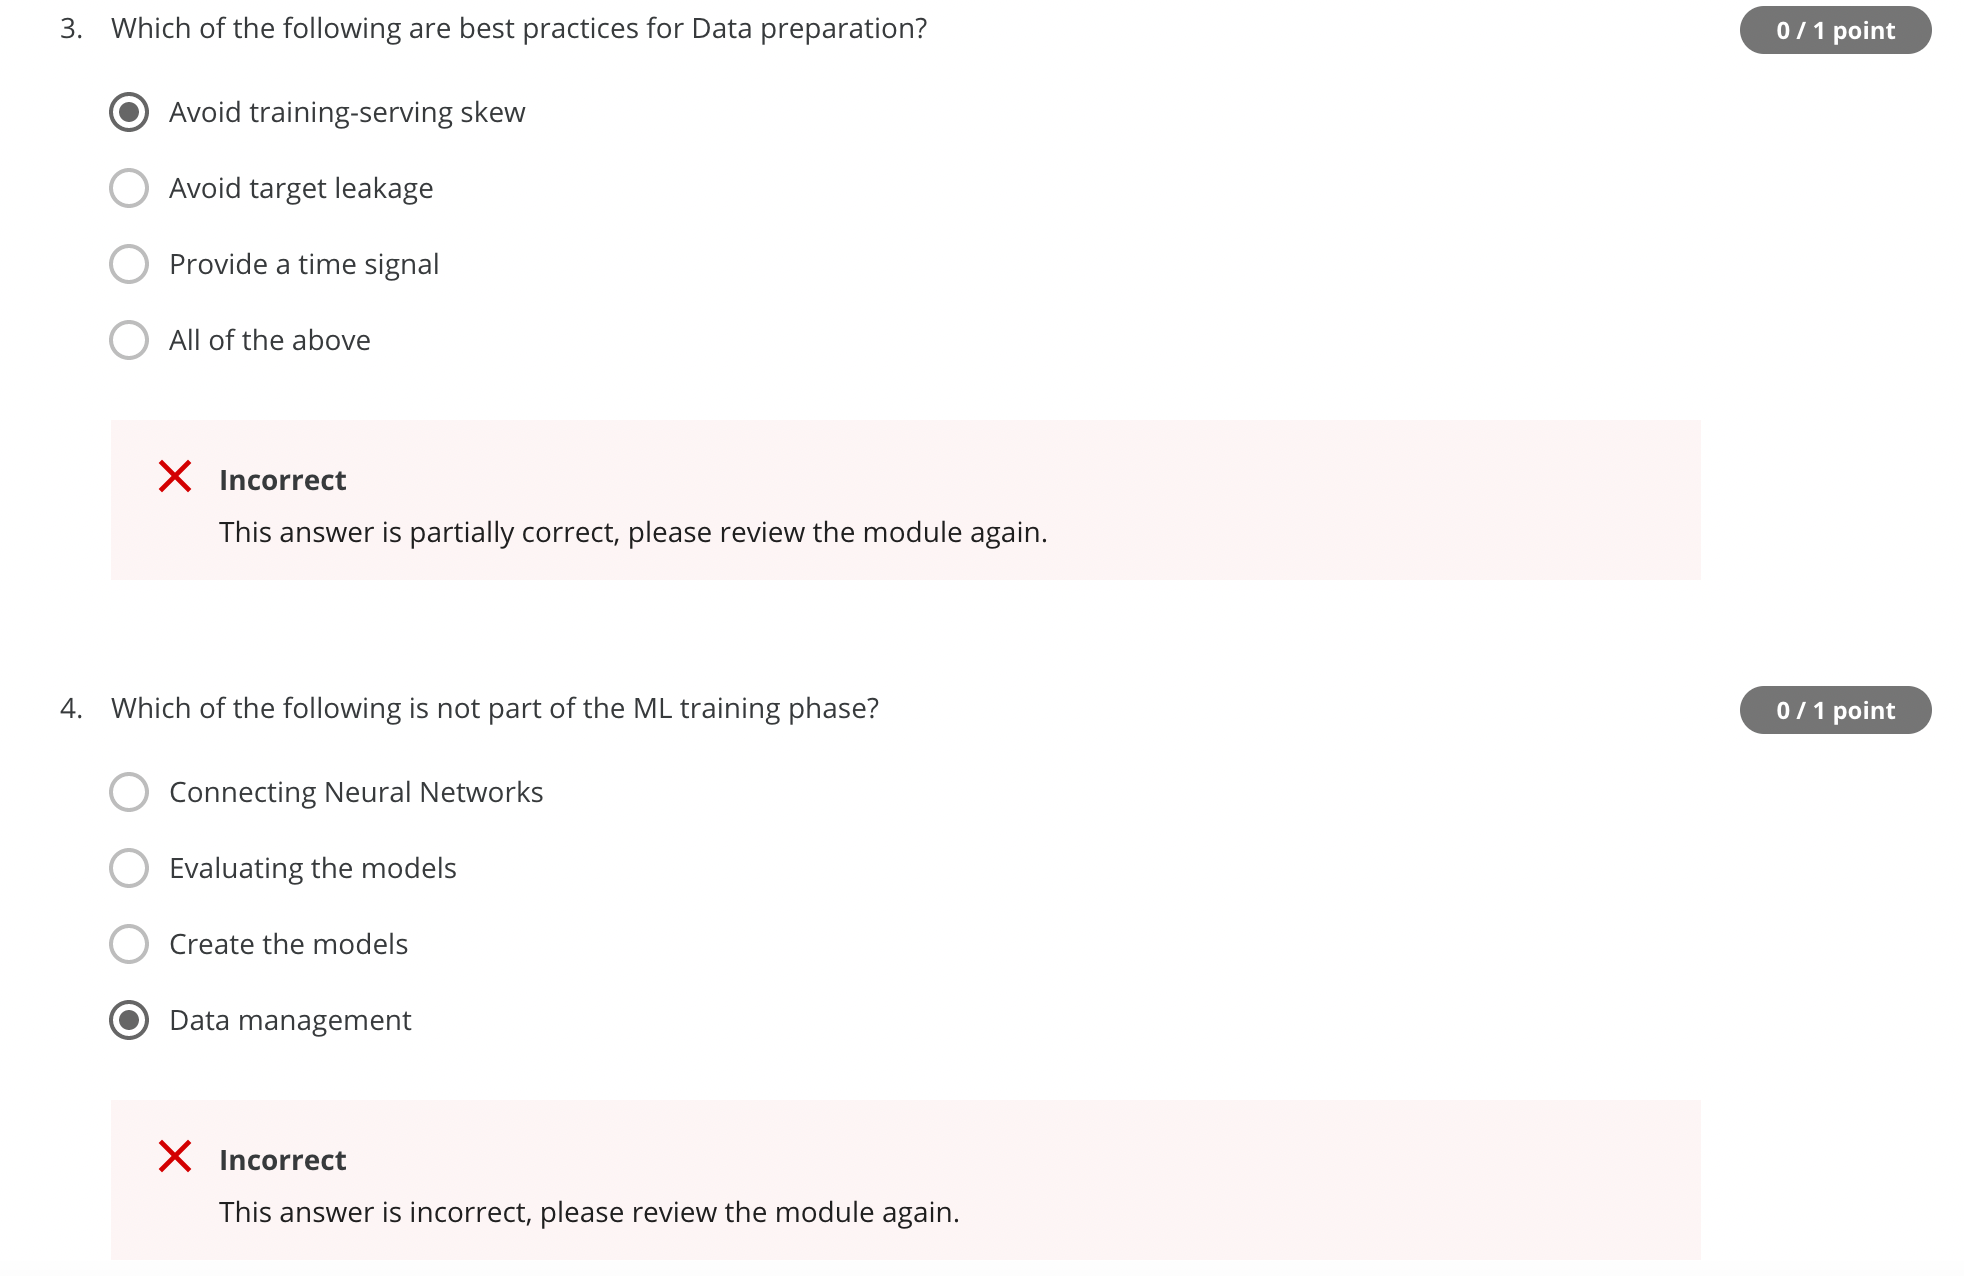 3. Which of the following are best practices for Data preparation?
0 / 1 point
Avoid training-serving skew
Avoid target leakage
Provide a time signal
All of the above
Incorrect
This answer is partially correct, please review the module again.
4. Which of the following is not part of the ML training phase?
0 / 1 point
Connecting Neural Networks
Evaluating the models
Create the models
Data management
Incorrect
This answer is incorrect, please review the module again.